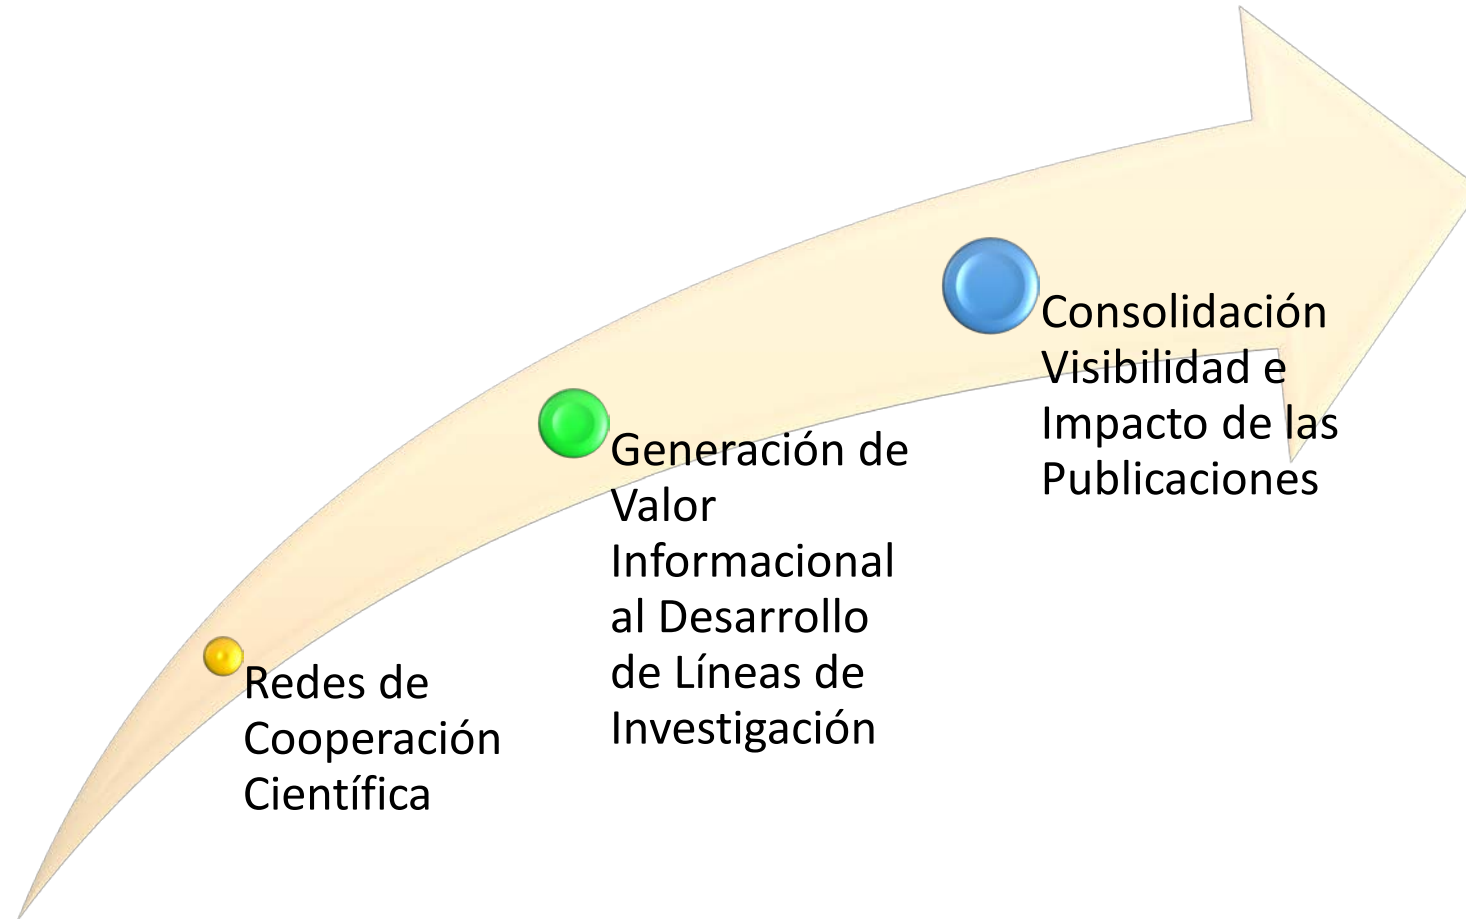 Redes de
Cooperación
Científica
Generación de
Valor
Informacional
al Desarrollo
de Líneas de
Investigación
Consolidación
Visibilidad e
Impacto de las
Publicaciones